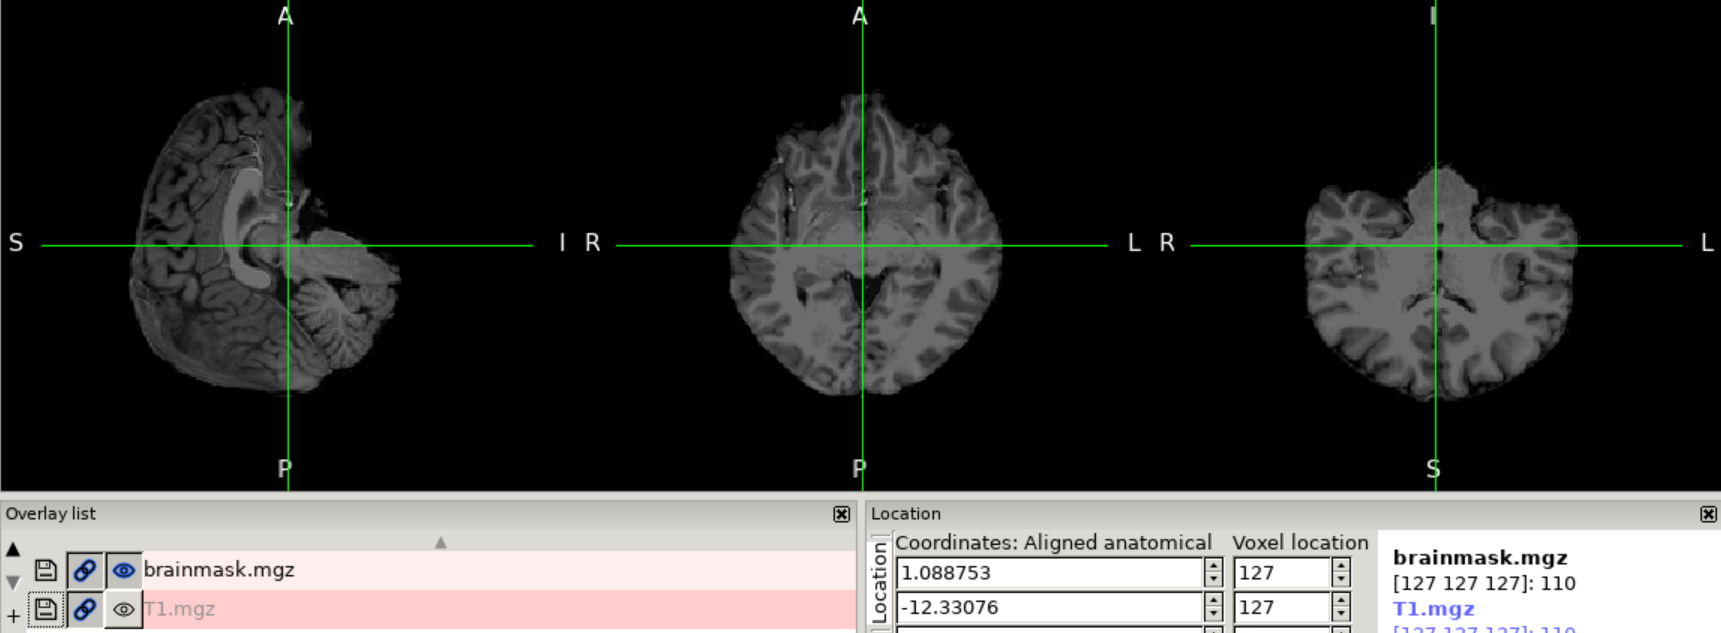 A A I
S I R L R L
P P S
Overlay list
Location
brainmask.mgz
T1.mgz
+
Location
Coordinates: Aligned anatomical Voxel location
1.088753 127
-12.33076 127
brainmask.mgz
[127 127 127]: 110
T1.mgz